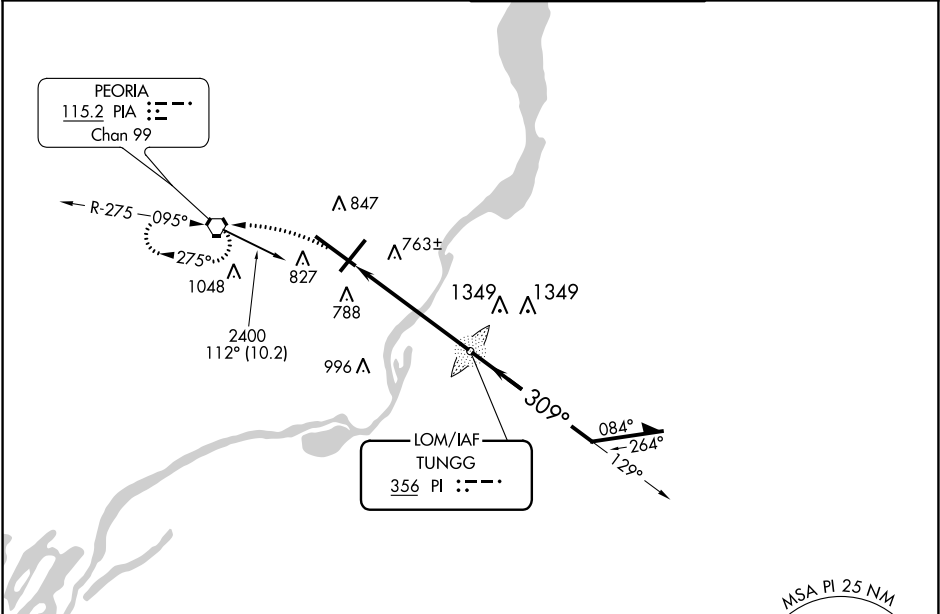 PEORIA
115.2 PIA
Chan 99
R-275
095°
275°
847
763±
827
1048
788
1349
1349
2400
112° (10.2)
996
309°
084°
264°
129°
LOM/IAF
TUNGG
356 PI
MSA PI 25 NM